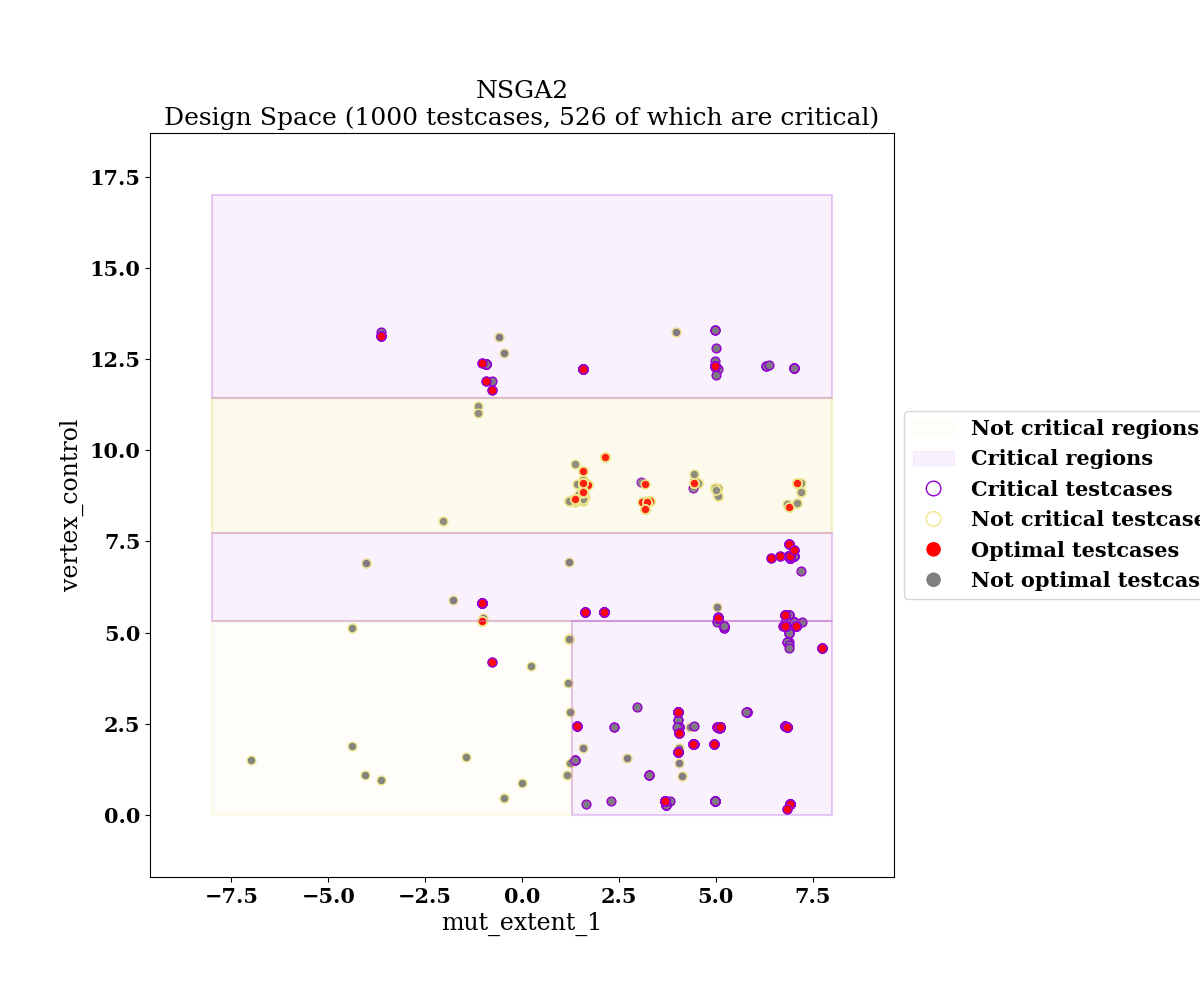 NSGA2
Design Space (1000 testcases, 526 of which are critical)
17.5
15.0
12.5
10.0
7.5
5.0
2.5
0.0
vertex_control
−7.5
−5.0
−2.5
0.0
2.5
5.0
7.5
mut_extent_1
Not critical regions
Critical regions
Critical testcases
Not critical testcase
Optimal testcases
Not optimal testcas